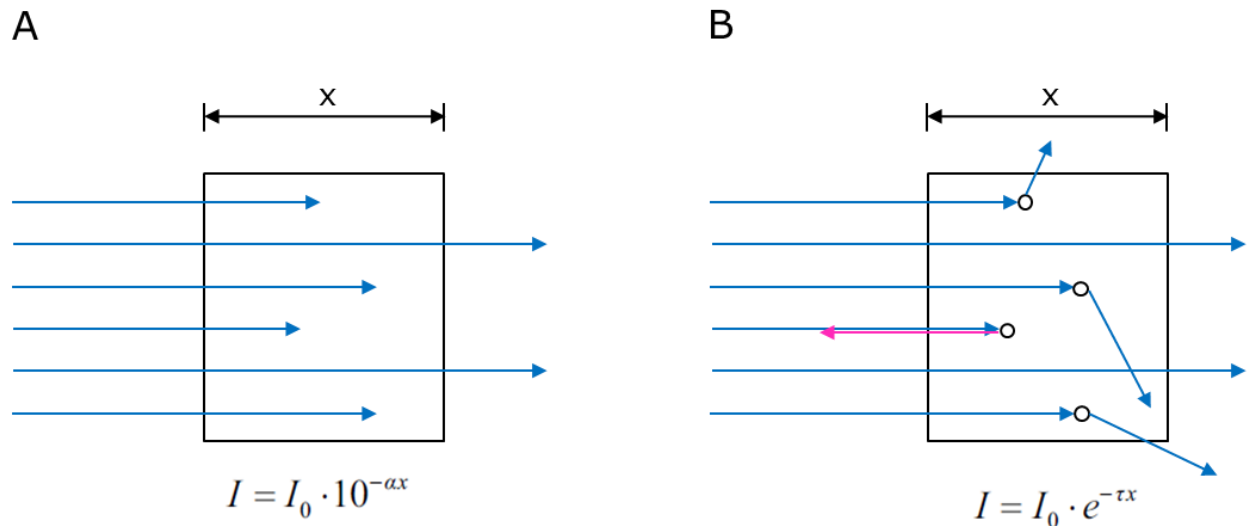 A
B
x
x
I = I₀ · 10^{-αx}
I = I₀ · e^{-τx}